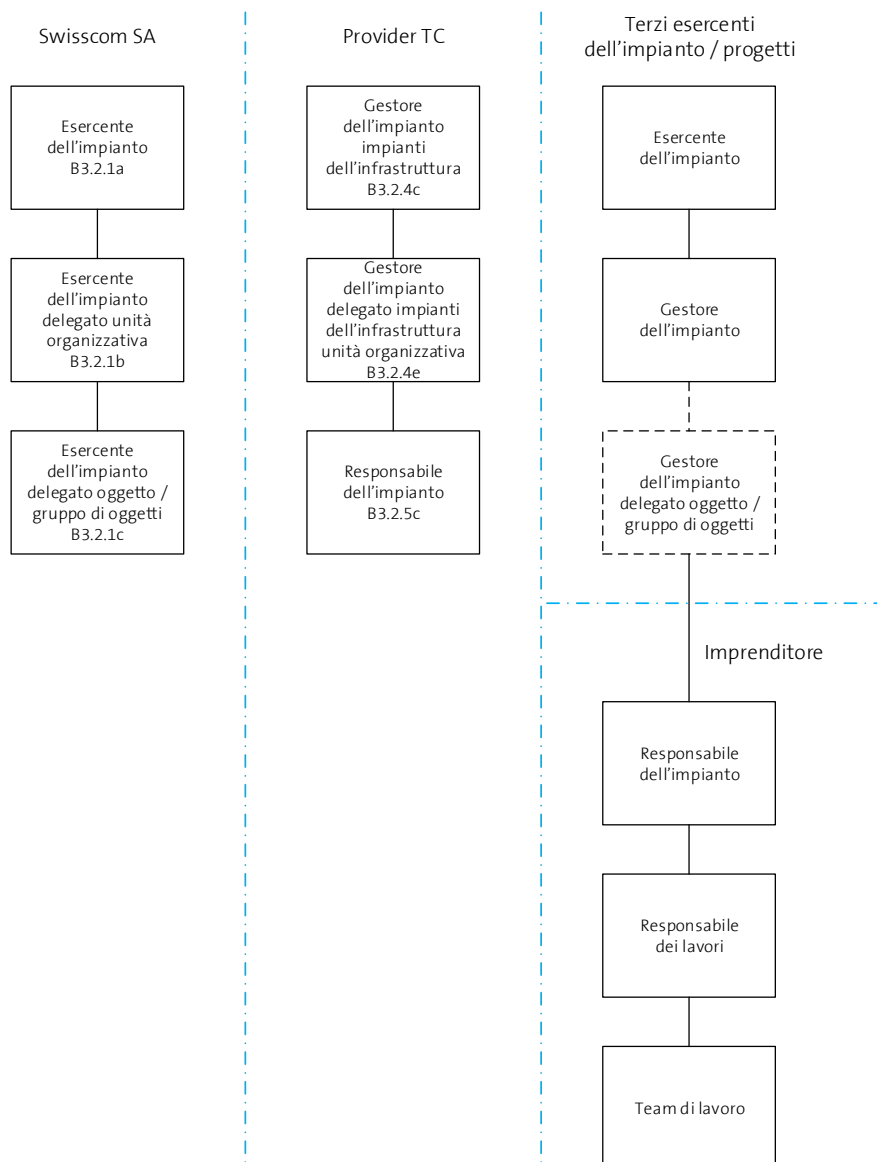 Swisscom SA
Esercente
dell'impianto
B3.2.1a
Esercente
dell'impianto
delegato unità
organizzativa
B3.2.1b
Esercente
dell'impianto
delegato oggetto /
gruppo di oggetti
B3.2.1c
Provider TC
Gestore
dell'impianto
impianti
dell'infrastruttura
B3.2.4c
Gestore
dell'impianto
delegato impianti
dell'infrastruttura
unità organizzativa
B3.2.4e
Responsabile
dell'impianto
B3.2.5c
Terzi esercenti
dell'impianto / progetti
Esercente
dell'impianto
Gestore
dell'impianto
Gestore
dell'impianto
delegato oggetto /
gruppo di oggetti
Imprenditore
Responsabile
dell'impianto
Responsabile
dei lavori
Team di lavoro